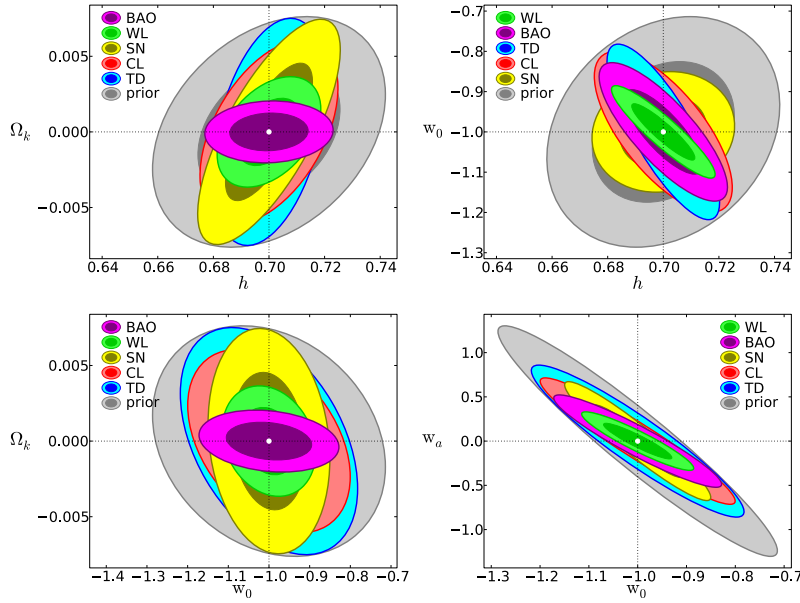 BAO
WL
SN
CL
TD
prior
0.005
0.000
−0.005
Ω_k
0.64 0.66 0.68 0.70 0.72 0.74
h
WL
BAO
TD
CL
SN
prior
−0.7
−0.8
−0.9
−1.0
−1.1
−1.2
−1.3
w_0
0.64 0.66 0.68 0.70 0.72 0.74
h
BAO
WL
SN
CL
TD
prior
0.005
0.000
−0.005
Ω_k
−1.4 −1.3 −1.2 −1.1 −1.0 −0.9 −0.8 −0.7
w_0
WL
BAO
SN
CL
TD
prior
1.0
0.5
0.0
−0.5
−1.0
w_a
−1.3 −1.2 −1.1 −1.0 −0.9 −0.8 −0.7
w_0